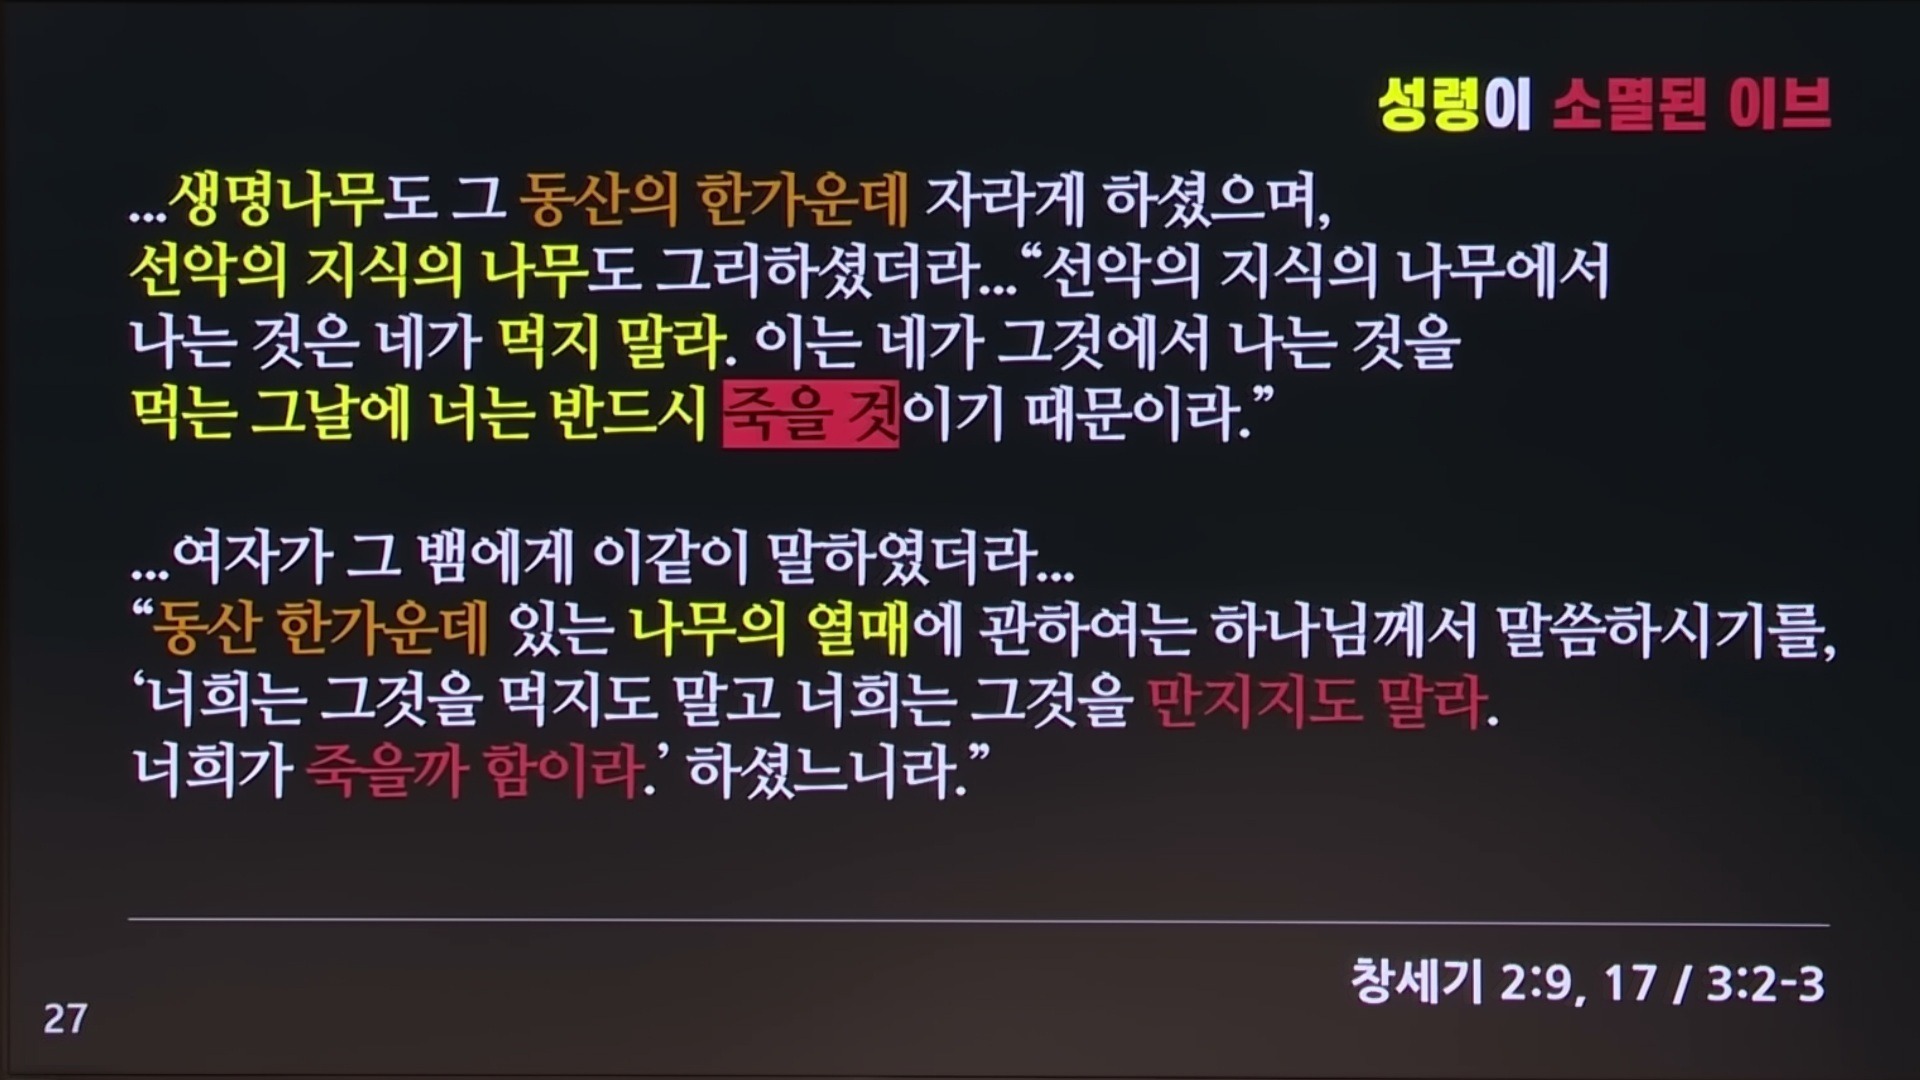 성령이 소멸된 이브
...생명나무도 그 동산의 한가운데 자라게 하셨으며,
선악의 지식의 나무도 그리하셨더라...“선악의 지식의 나무에서
나는 것은 네가 먹지 말라. 이는 네가 그것에서 나는 것을
먹는 그날에 너는 반드시 죽을 것이기 때문이라.”
...여자가 그 뱀에게 이같이 말하였더라...
“동산 한가운데 있는 나무의 열매에 관하여는 하나님께서 말씀하시기를,
‘너희는 그것을 먹지도 말고 너희는 그것을 만지지도 말라.
너희가 죽을까 함이라.’ 하셨느니라.”
창세기 2:9, 17 / 3:2-3
27